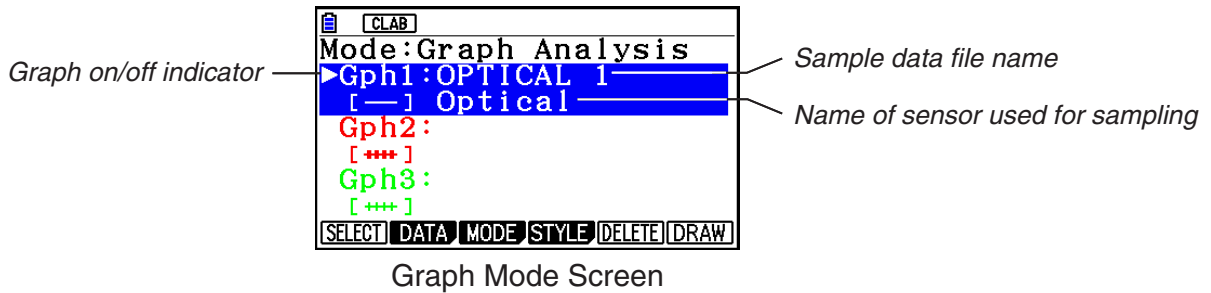 CLAB
Mode:Graph Analysis
Graph on/off indicator
▶Gph1:OPTICAL 1
Sample data file name
[—] Optical
Name of sensor used for sampling
Gph2:
[++++]
Gph3:
[++++]
SELECT DATA MODE STYLE DELETE DRAW
Graph Mode Screen